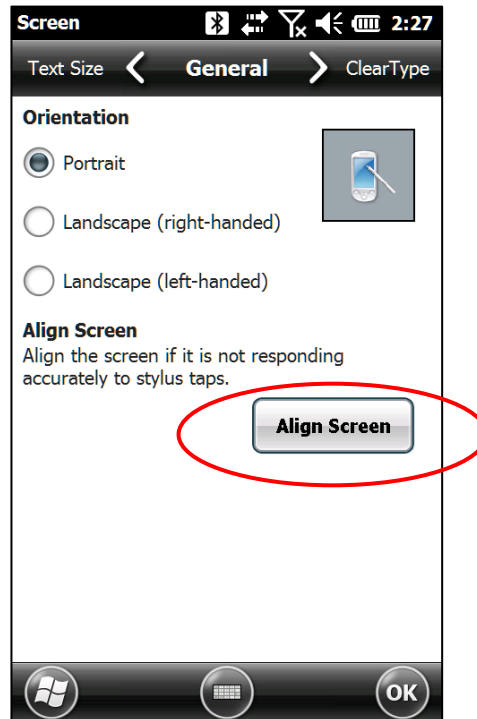 Screen 2:27
Text Size General ClearType
Orientation
Portrait
Landscape (right-handed)
Landscape (left-handed)
Align Screen
Align the screen if it is not responding
accurately to stylus taps.
Align Screen
OK